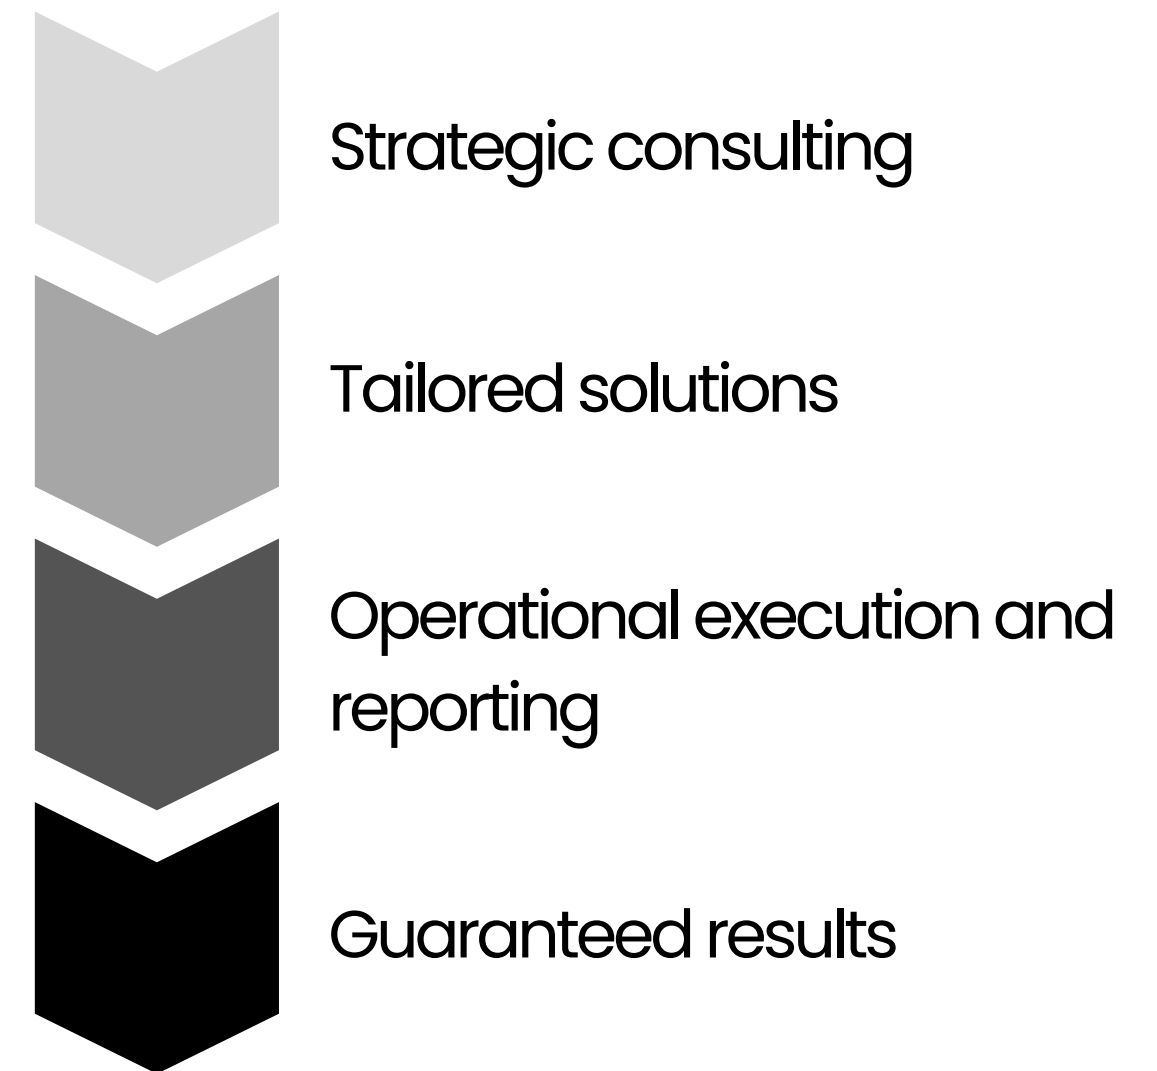 Strategic consulting
Tailored solutions
Operational execution and
reporting
Guaranteed results